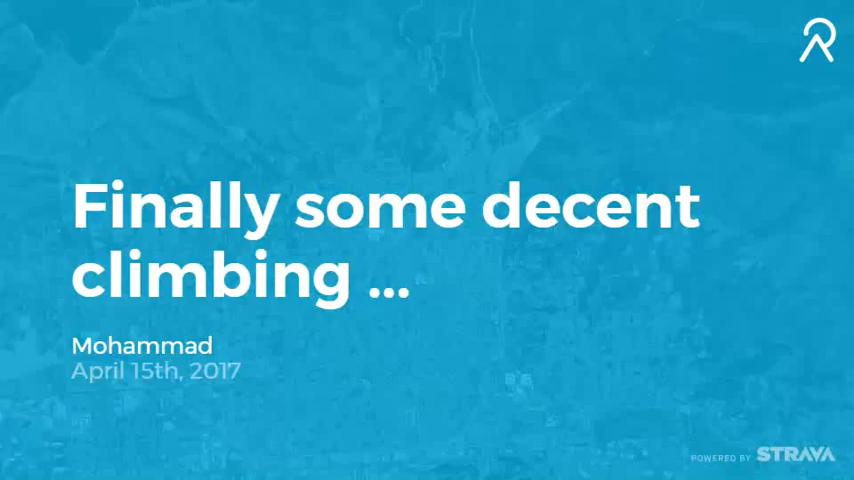 Finally some decent
climbing ...
Mohammad
April 15th, 2017
POWERED BY STRAVA